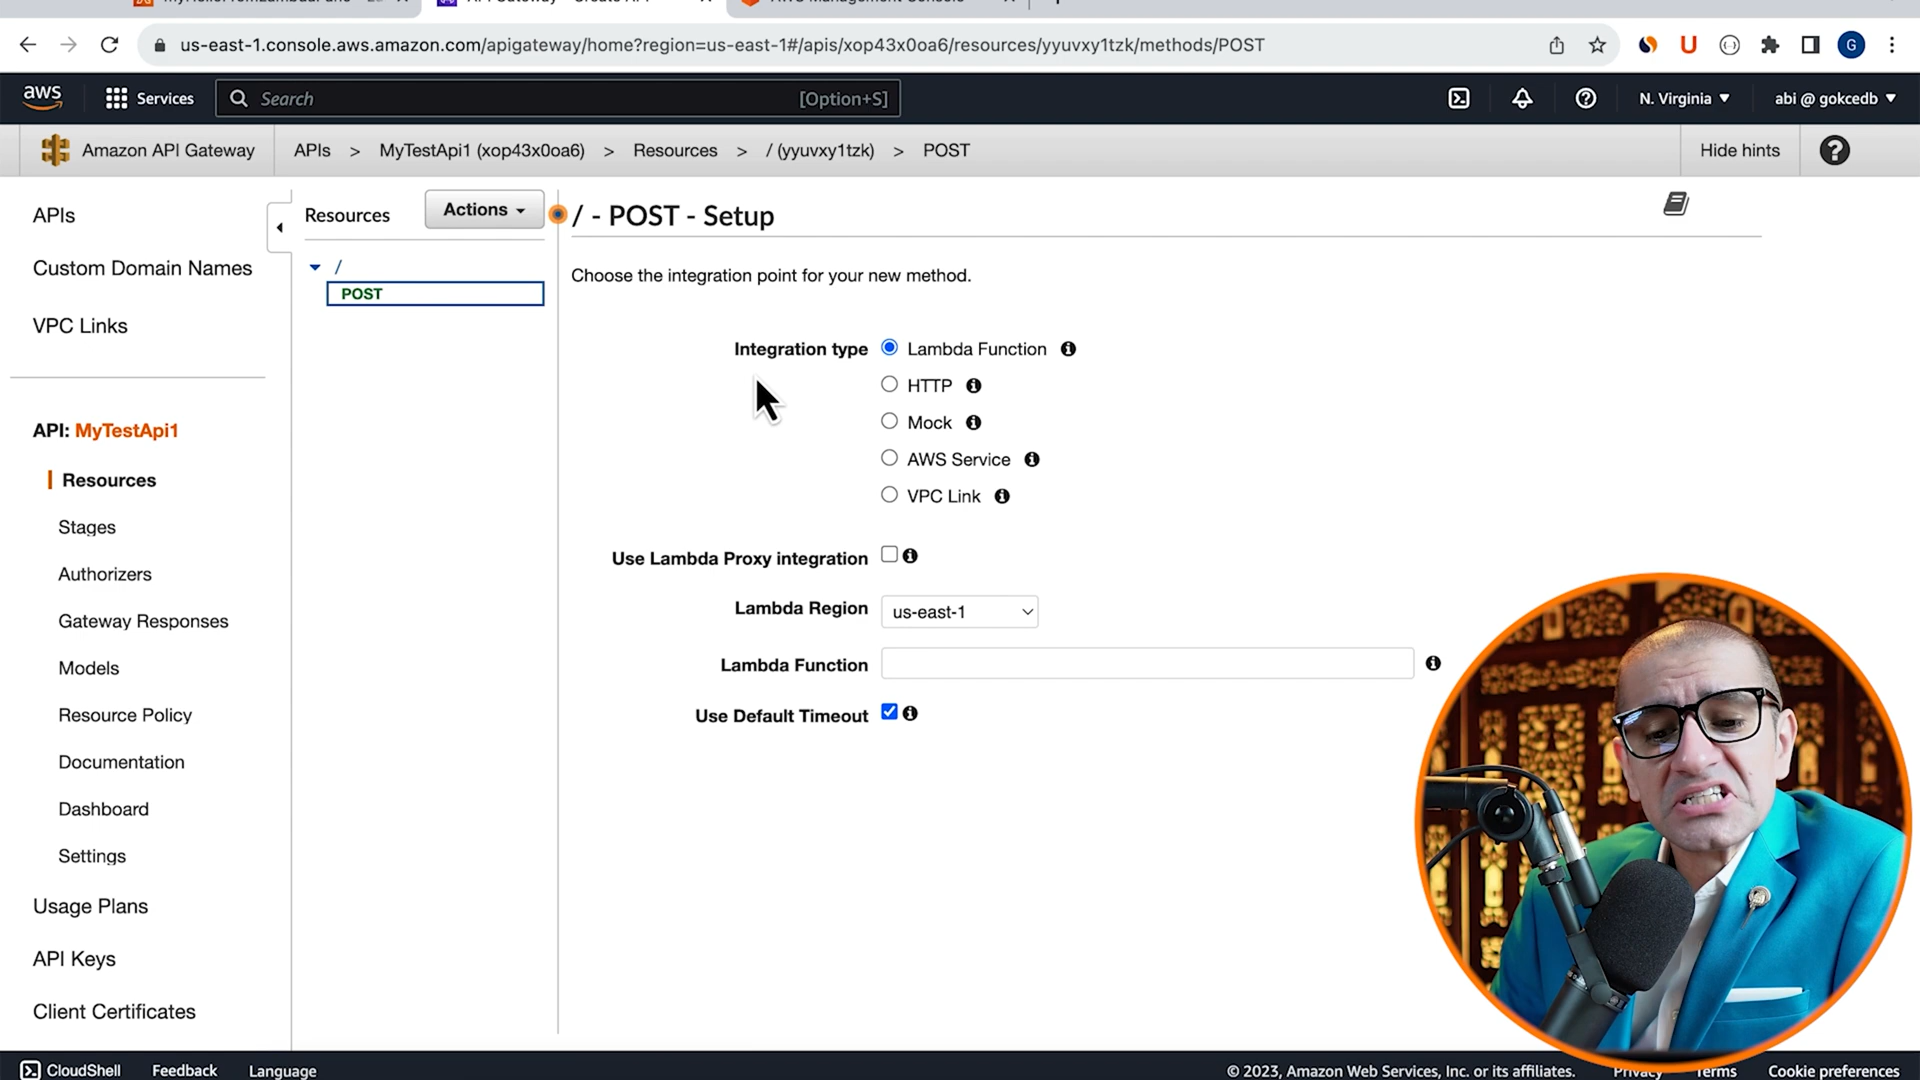 us-east-1.console.aws.amazon.com/apigateway/home?region=us-east-1#/apis/xop43x0oa6/resources/yyuvxy1tzk/methods/POST
G
aws
Services
Search
[Option+S]
N. Virginia
abi @ gokcedb
Amazon API Gateway
APIs > MyTestApi1 (xop43x0oa6) > Resources > / (yyuvxy1tzk) > POST
Hide hints
APIs
Custom Domain Names
VPC Links
API: MyTestApi1
Resources
Stages
Authorizers
Gateway Responses
Models
Resource Policy
Documentation
Dashboard
Settings
Usage Plans
API Keys
Client Certificates
Resources
Actions
/
POST
/ - POST - Setup
Choose the integration point for your new method.
Integration type
Lambda Function
HTTP
Mock
AWS Service
VPC Link
Use Lambda Proxy integration
Lambda Region
us-east-1
Lambda Function
Use Default Timeout
CloudShell
Feedback
Language
© 2023, Amazon Web Services, Inc. or its affiliates.
Privacy
Terms
Cookie preferences